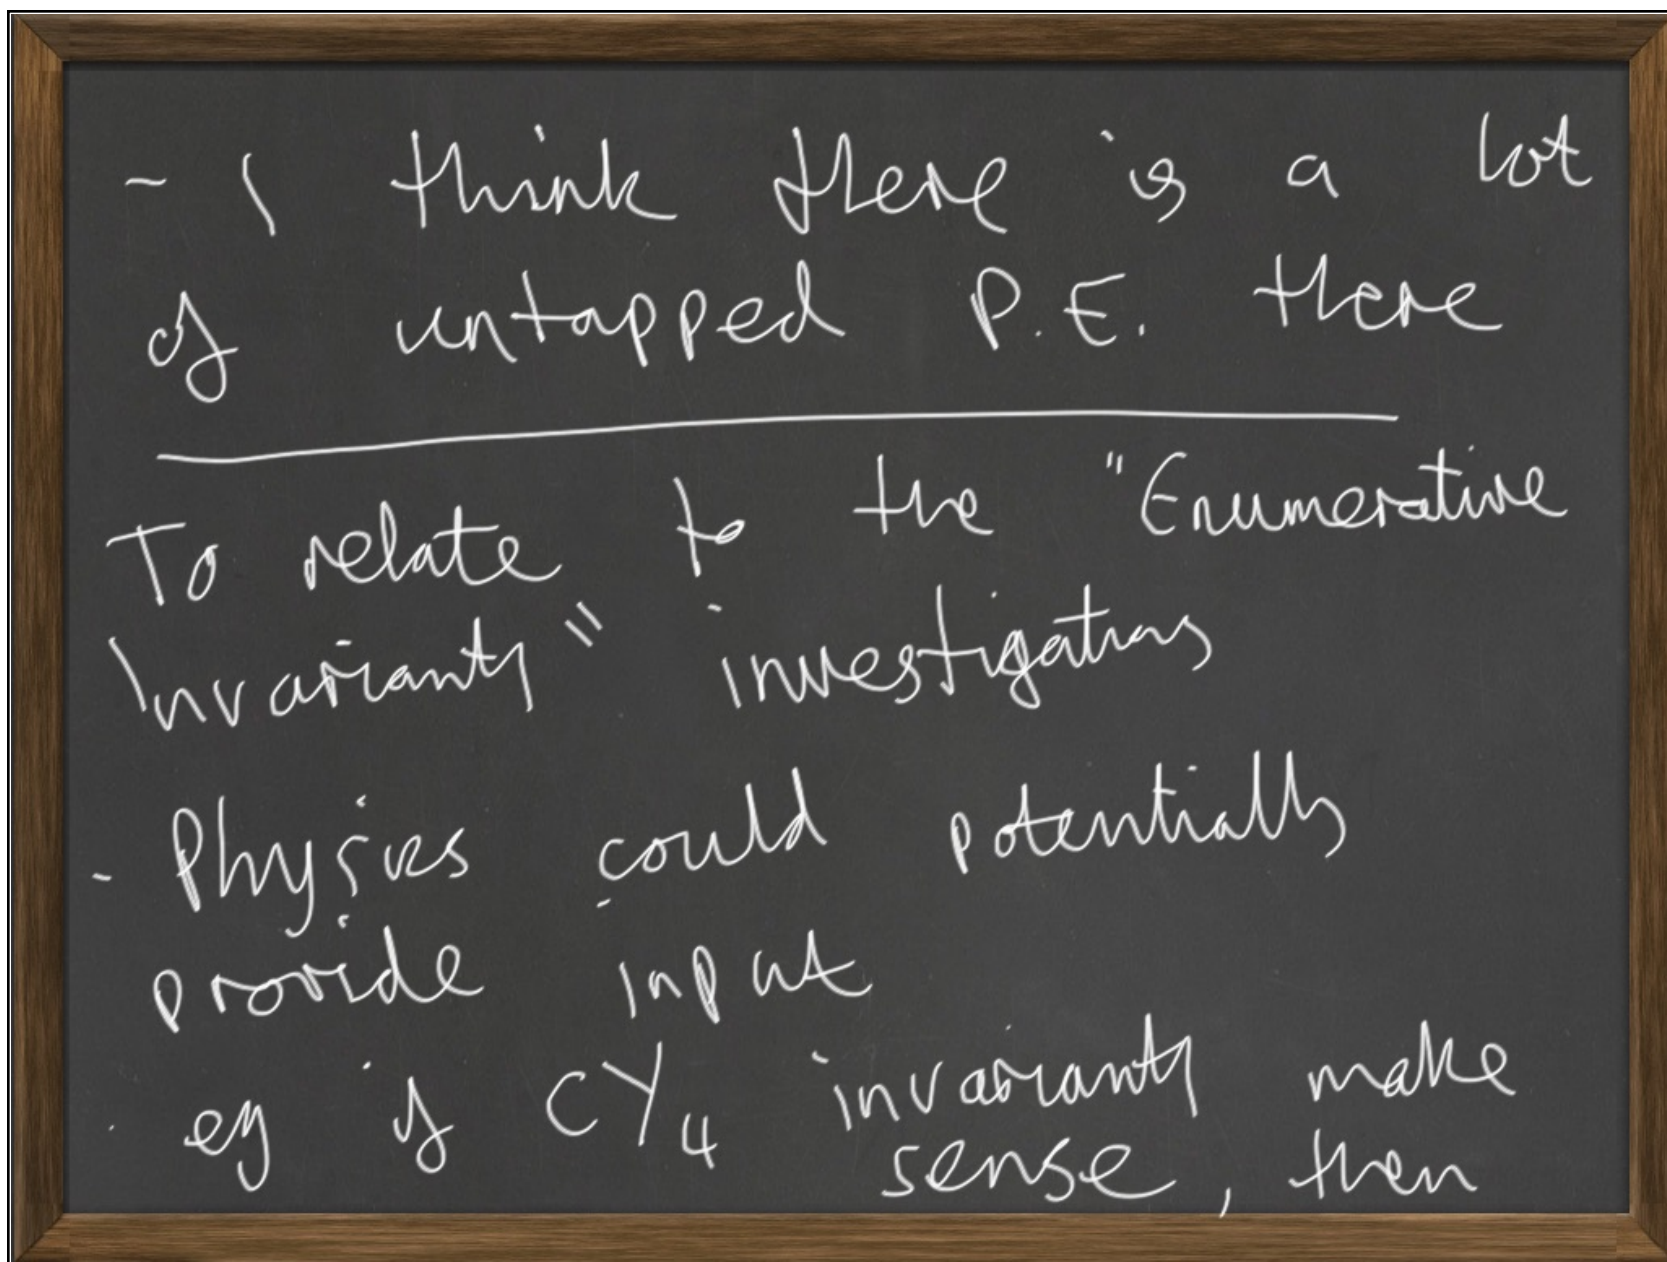 - I think there is a lot
of untapped P.E. there
To relate to the "Enumerative
Invariants" investigations
- Physics could potentially
provide input
eg if CY4 invariants make
sense, then